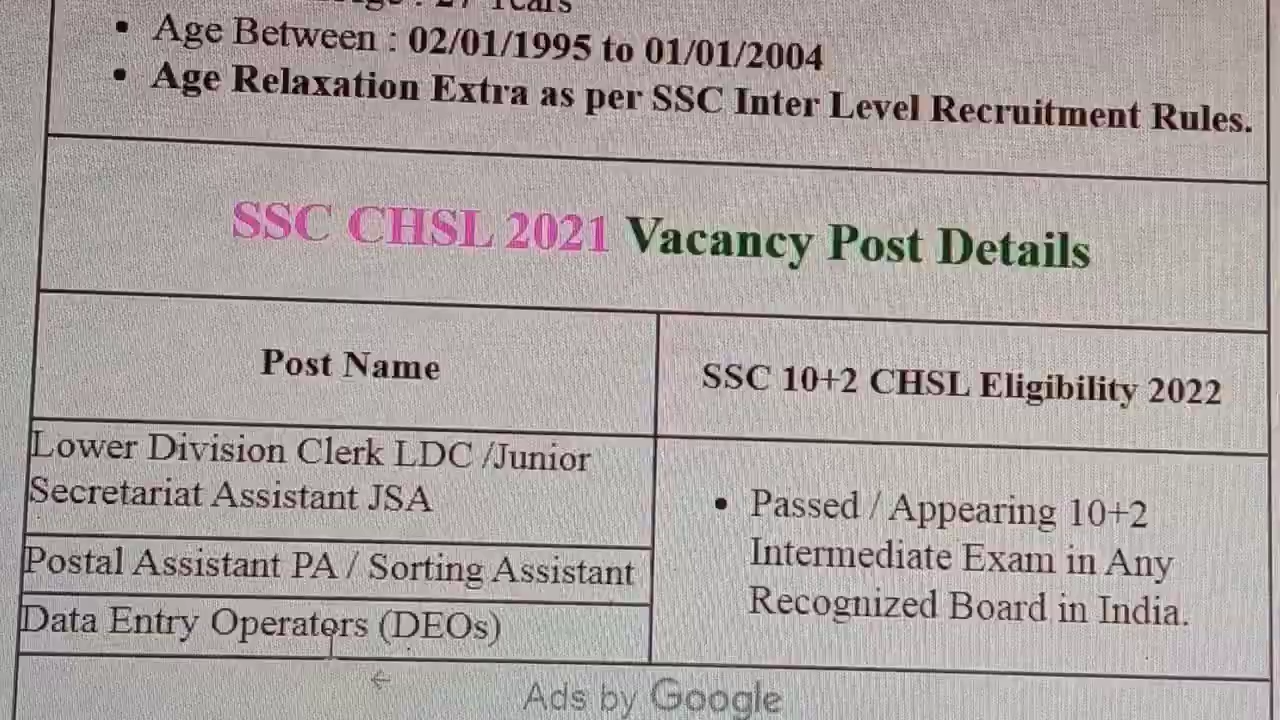 : 27 Years
Age Between : 02/01/1995 to 01/01/2004
Age Relaxation Extra as per SSC Inter Level Recruitment Rules.
SSC CHSL 2021 Vacancy Post Details
Post Name
SSC 10+2 CHSL Eligibility 2022
Lower Division Clerk LDC /Junior
Secretariat Assistant JSA
Postal Assistant PA / Sorting Assistant
Data Entry Operators (DEOs)
Passed / Appearing 10+2
Intermediate Exam in Any
Recognized Board in India.
Ads by Google